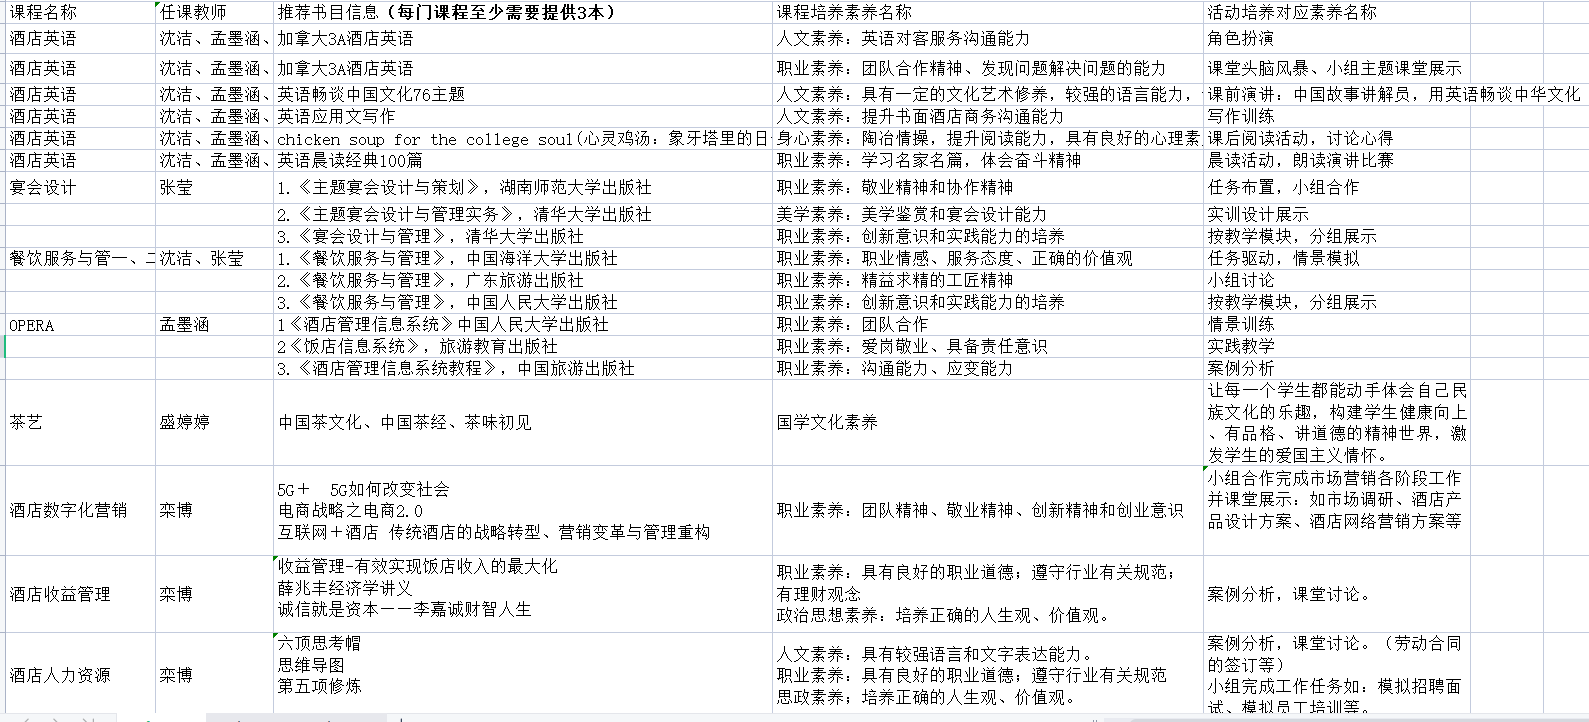 课程名称 任课教师 推荐书目信息（每门课程至少需要提供3本） 课程培养素养名称 活动培养对应素养名称
酒店英语 沈洁、孟墨涵、 加拿大3A酒店英语 人文素养：英语对客服务沟通能力 角色扮演
酒店英语 沈洁、孟墨涵、 加拿大3A酒店英语 职业素养：团队合作精神、发现问题解决问题的能力 课堂头脑风暴、小组主题课堂展示
酒店英语 沈洁、孟墨涵、 英语畅谈中国文化76主题 人文素养：具有一定的文化艺术修养，较强的语言能力， 课前演讲：中国故事讲解员，用英语畅谈中华文化
酒店英语 沈洁、孟墨涵、 英语应用文写作 人文素养：提升书面酒店商务沟通能力 写作训练
酒店英语 沈洁、孟墨涵、 chicken soup for the college soul(心灵鸡汤：象牙塔里的日 身心素养：陶冶情操，提升阅读能力，具有良好的心理素 课后阅读活动，讨论心得
酒店英语 沈洁、孟墨涵、 英语晨读经典100篇 职业素养：学习名家名篇，体会奋斗精神 晨读活动，朗读演讲比赛
宴会设计 张莹 1.《主题宴会设计与策划》，湖南师范大学出版社 职业素养：敬业精神和协作精神 任务布置，小组合作
2.《主题宴会设计与管理实务》，清华大学出版社 美学素养：美学鉴赏和宴会设计能力 实训设计展示
3.《宴会设计与管理》，清华大学出版社 职业素养：创新意识和实践能力的培养 按教学模块，分组展示
餐饮服务与管一、二 沈洁、张莹 1.《餐饮服务与管理》，中国海洋大学出版社 职业素养：职业情感、服务态度、正确的价值观 任务驱动，情景模拟
2.《餐饮服务与管理》，广东旅游出版社 职业素养：精益求精的工匠精神 小组讨论
3.《餐饮服务与管理》，中国人民大学出版社 职业素养：创新意识和实践能力的培养 按教学模块，分组展示
OPERA 孟墨涵 1《酒店管理信息系统》中国人民大学出版社 职业素养：团队合作 情景训练
2《饭店信息系统》，旅游教育出版社 职业素养：爱岗敬业、具备责任意识 实践教学
3.《酒店管理信息系统教程》，中国旅游出版社 职业素养：沟通能力、应变能力 案例分析
茶艺 盛婷婷 中国茶文化、中国茶经、茶味初见 国学文化素养
让每一个学生都能动手体会自己民
族文化的乐趣，构建学生健康向上
、有品格、讲道德的精神世界，激
发学生的爱国主义情怀。
酒店数字化营销 栾博
5G＋ 5G如何改变社会
电商战略之电商2.0
互联网＋酒店 传统酒店的战略转型、营销变革与管理重构
职业素养：团队精神、敬业精神、创新精神和创业意识
小组合作完成市场营销各阶段工作
并课堂展示：如市场调研、酒店产
品设计方案、酒店网络营销方案等
酒店收益管理 栾博
收益管理-有效实现饭店收入的最大化
薛兆丰经济学讲义
诚信就是资本－－李嘉诚财智人生
职业素养：具有良好的职业道德；遵守行业有关规范；
有理财观念
政治思想素养：培养正确的人生观、价值观。
案例分析，课堂讨论。
酒店人力资源 栾博
六顶思考帽
思维导图
第五项修炼
人文素养：具有较强语言和文字表达能力。
职业素养：具有良好的职业道德；遵守行业有关规范
思政素养；培养正确的人生观、价值观。
案例分析，课堂讨论。（劳动合同
的签订等）
小组完成工作任务如：模拟招聘面
试、模拟员工培训等。